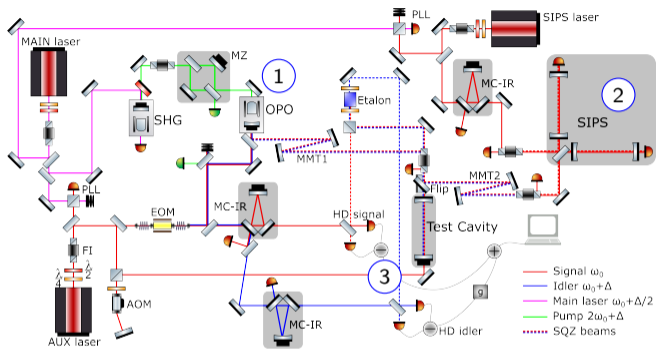 PLL
SIPS laser
MAIN laser
MZ
1
MC-IR
2
Etalon
SHG
OPO
SIPS
MMT1
MMT2
Flip
PLL
EOM
MC-IR
HD signal
Test Cavity
FI
λ
4
λ
2
3
g
AOM
MC-IR
HD idler
AUX laser
Signal ω₀
Idler ω₀+Δ
Main laser ω₀+Δ/2
Pump 2ω₀+Δ
SQZ beams